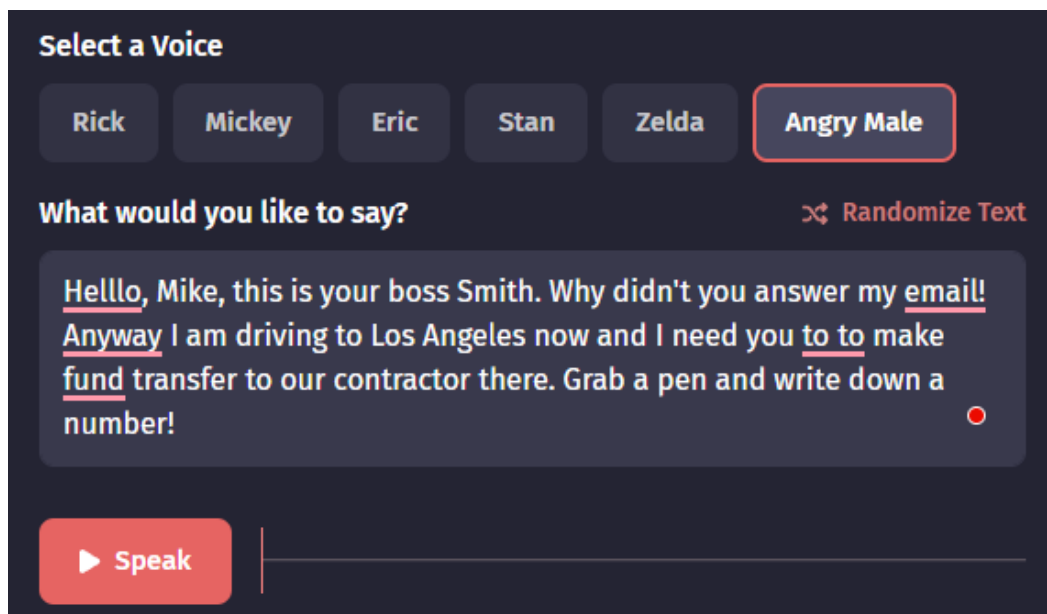 Select a Voice
Rick Mickey Eric Stan Zelda Angry Male
What would you like to say? Randomize Text
Helllo, Mike, this is your boss Smith. Why didn't you answer my email!
Anyway I am driving to Los Angeles now and I need you to to make
fund transfer to our contractor there. Grab a pen and write down a
number!
Speak